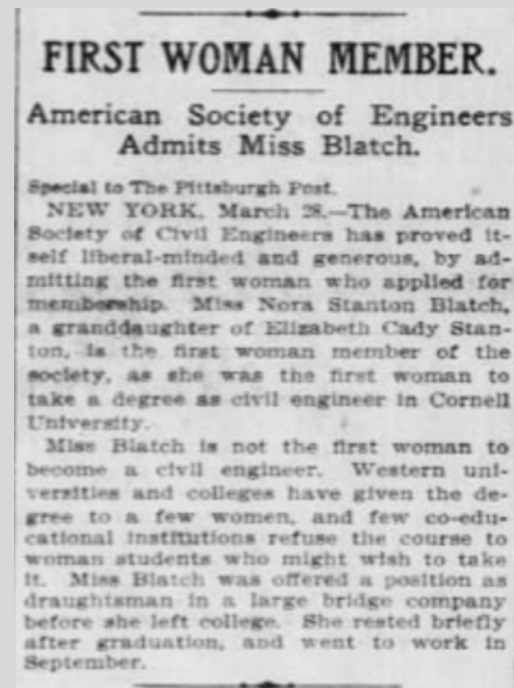 FIRST WOMAN MEMBER.
American Society of Engineers
Admits Miss Blatch.
Special to The Pittsburgh Post.
NEW YORK, March 28.—The American
Society of Civil Engineers has proved it-
self liberal-minded and generous, by ad-
mitting the first woman who applied for
membership. Miss Nora Stanton Blatch,
a granddaughter of Elizabeth Cady Stan-
ton, is the first woman member of the
society, as she was the first woman to
take a degree as civil engineer in Cornell
University.
Miss Blatch is not the first woman to
become a civil engineer. Western uni-
versities and colleges have given the de-
gree to a few women, and few co-edu-
cational institutions refuse the course to
woman students who might wish to take
it. Miss Blatch was offered a position as
draughtsman in a large bridge company
before she left college. She rested briefly
after graduation, and went to work in
September.